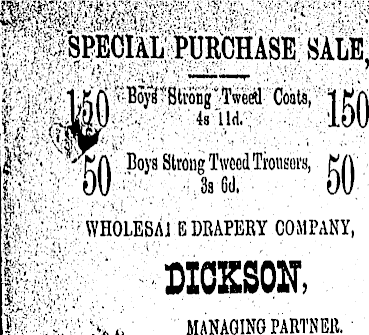 SPECIAL PURCHASE SALE,
150 Boys Strong Tweed Coats, 150
4s 11d.
50 Boys Strong Tweed Trousers, 50
3s 6d.
WHOLESALE DRAPERY COMPANY,
DICKSON,
MANAGING PARTNER.